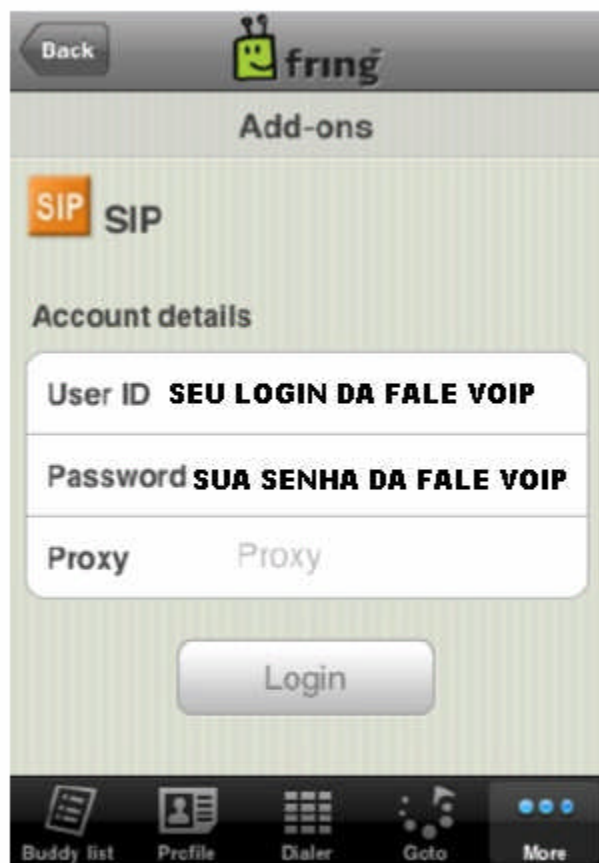 Back
fring
Add-ons
SIP SIP
Account details
User ID SEU LOGIN DA FALE VOIP
Password SUA SENHA DA FALE VOIP
Proxy Proxy
Login
Buddy list Profile Dialer Goto More